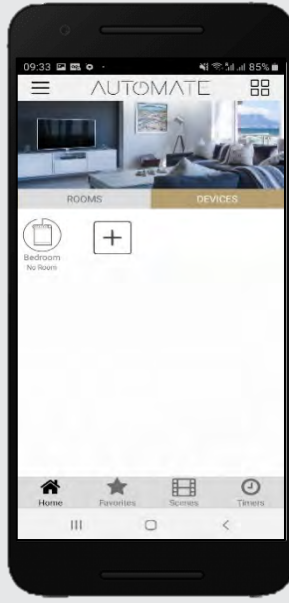 09:33 85%
AUTOMATE
ROOMS DEVICES
Bedroom
No Room
Home Favorites Scenes Timers